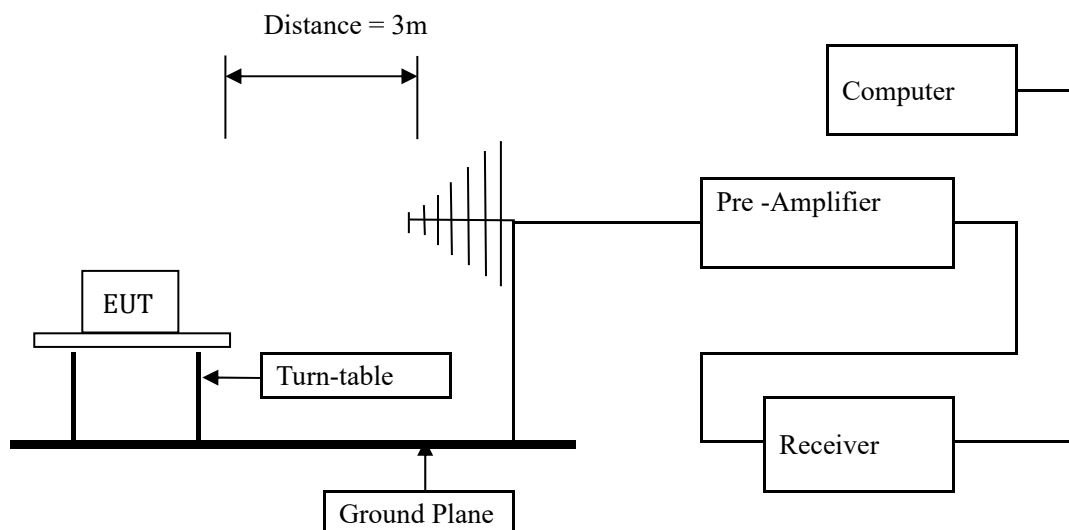 Distance = 3m
Computer
Pre -Amplifier
EUT
Turn-table
Receiver
Ground Plane